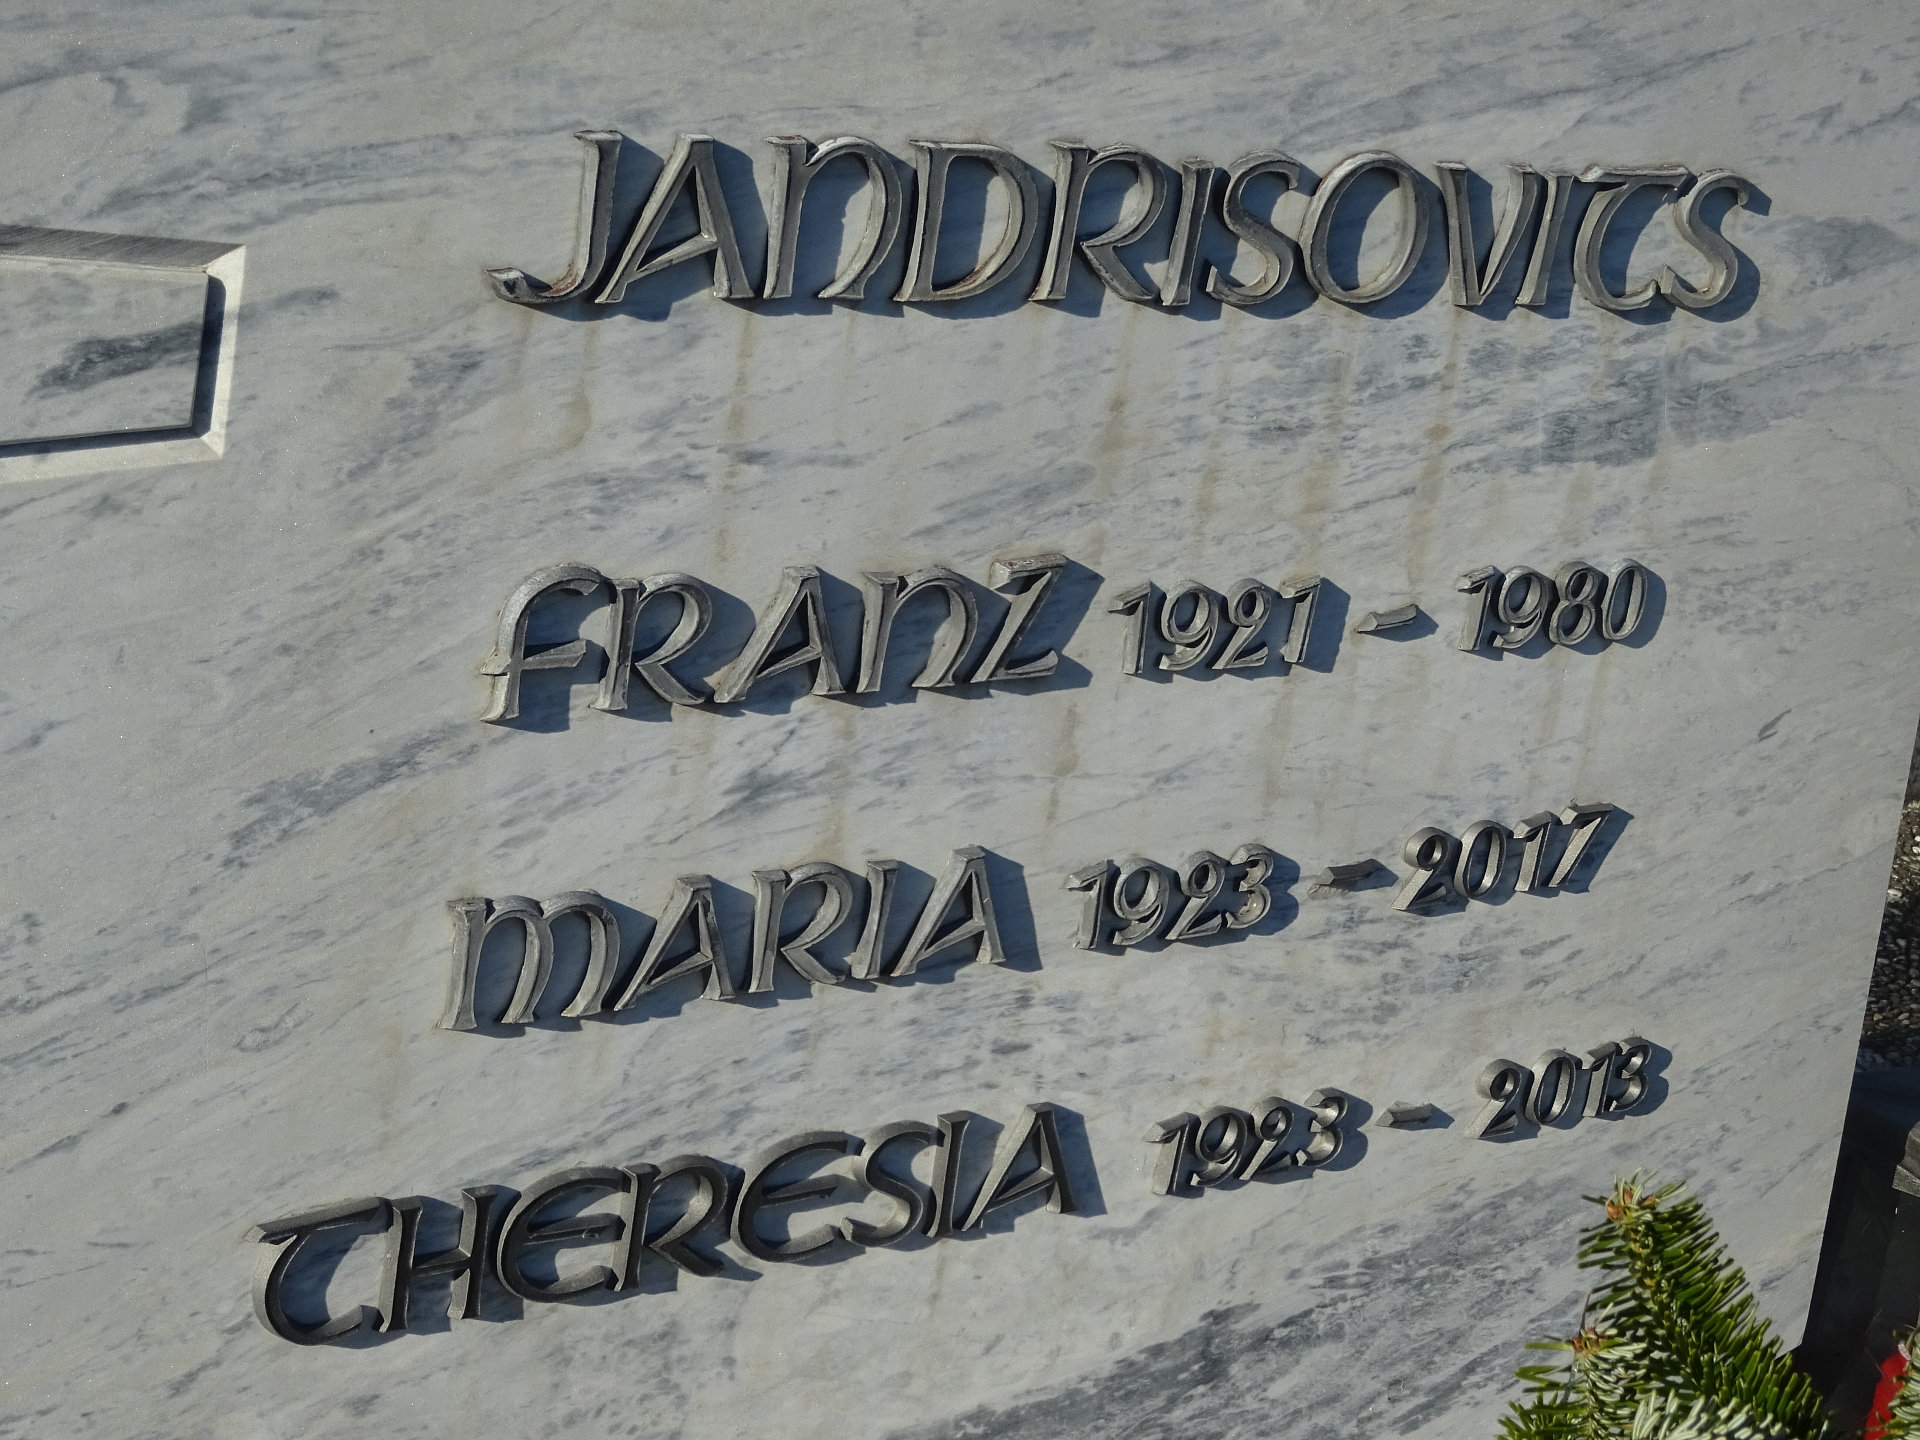 JANDRISOVITS
FRANZ 1921 - 1980
MARIA 1923 - 2017
THERESIA 1923 - 2013